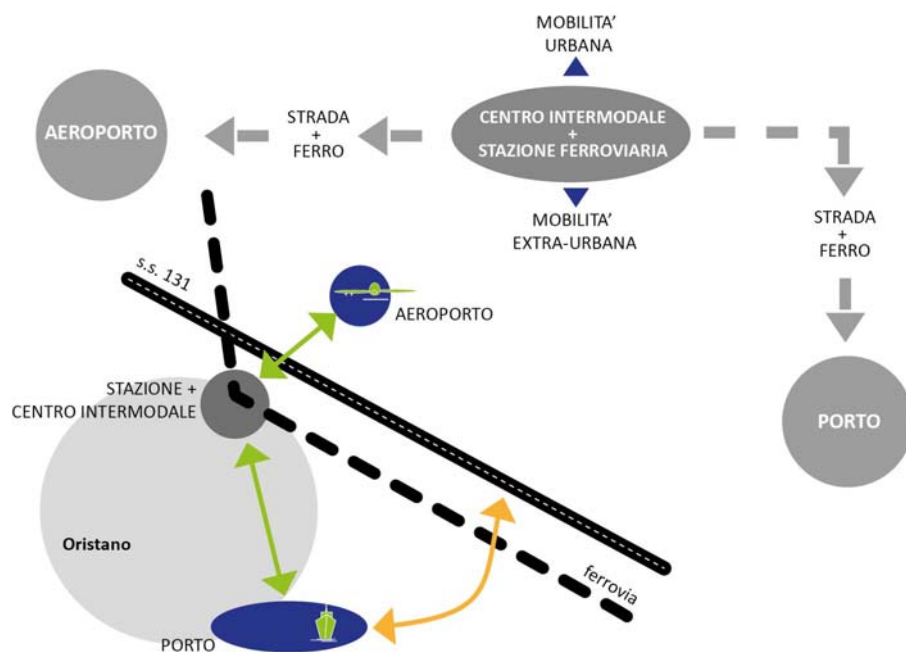 MOBILITA'
URBANA
AEROPORTO
STRADA
+
FERRO
CENTRO INTERMODALE
+
STAZIONE FERROVIARIA
MOBILITA'
EXTRA-URBANA
STRADA
+
FERRO
s.s. 131
AEROPORTO
STAZIONE +
CENTRO INTERMODALE
PORTO
Oristano
ferrovia
PORTO